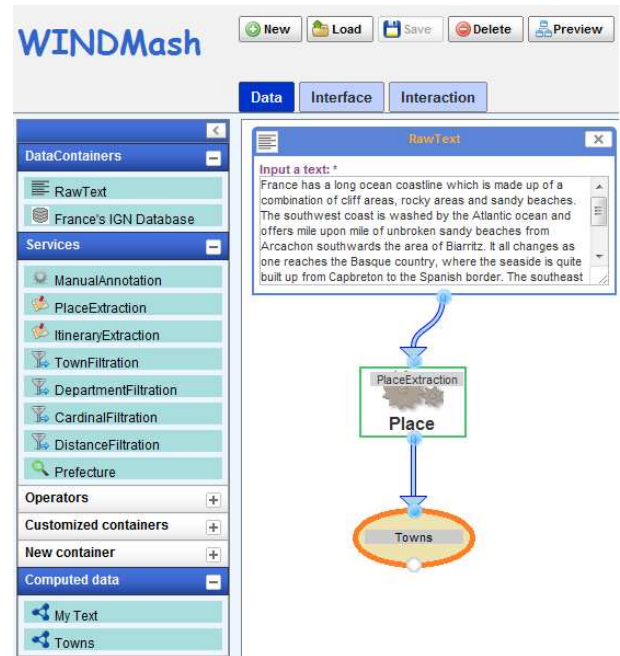 WINDMash
New
Load
Save
Delete
Preview
Data
Interface
Interaction
DataContainers
RawText
France's IGN Database
Services
ManualAnnotation
PlaceExtraction
ItineraryExtraction
TownFiltration
DepartmentFiltration
CardinalFiltration
DistanceFiltration
Prefecture
Operators
Customized containers
New container
Computed data
My Text
Towns
RawText
Input a text: *
France has a long ocean coastline which is made up of a
combination of cliff areas, rocky areas and sandy beaches.
The southwest coast is washed by the Atlantic ocean and
offers mile upon mile of unbroken sandy beaches from
Arcachon southwards the area of Biarritz. It all changes as
one reaches the Basque country, where the seaside is quite
built up from Capbreton to the Spanish border. The southeast
PlaceExtraction
Place
Towns